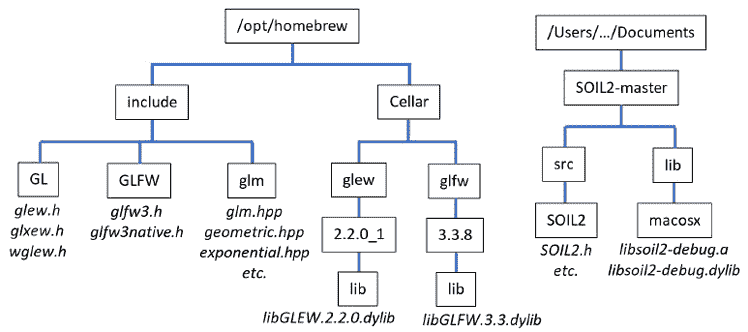 /opt/homebrew
/Users/.../Documents
include
Cellar
SOIL2-master
GL
GLFW
glm
glew
glfw
src
lib
glew.h
glxew.h
wglew.h
glfw3.h
glfw3native.h
glm.hpp
geometric.hpp
exponential.hpp
etc.
2.2.0_1
3.3.8
SOIL2
macosx
SOIL2.h
etc.
libsoil2-debug.a
libsoil2-debug.dylib
lib
lib
libGLEW.2.2.0.dylib
libGLFW.3.3.dylib